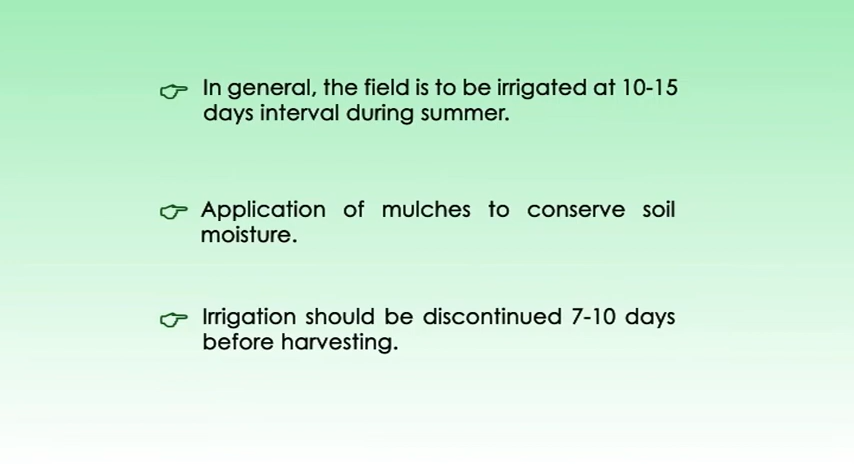 In general, the field is to be irrigated at 10-15
days interval during summer.
Application of mulches to conserve soil
moisture.
Irrigation should be discontinued 7-10 days
before harvesting.